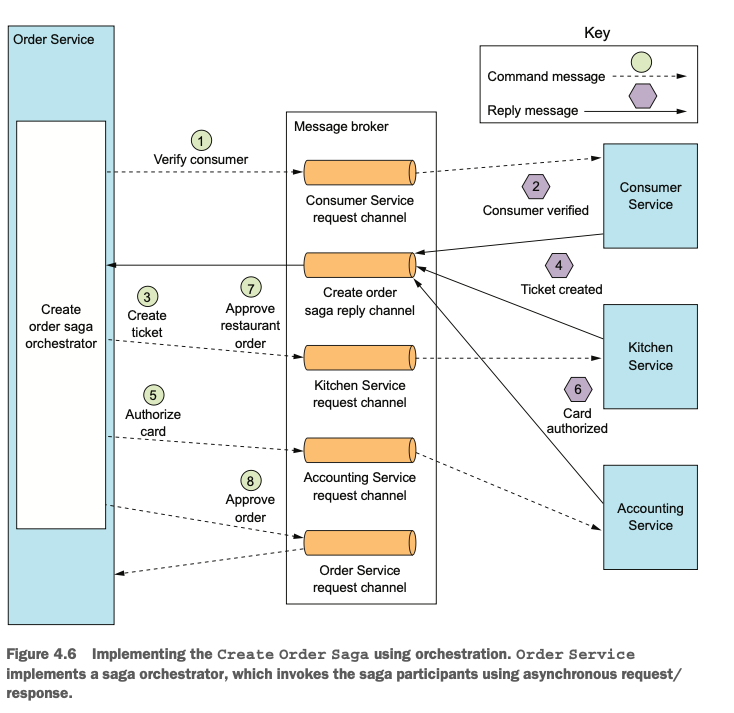 Order Service
Create
order saga
orchestrator
Key
Command message
Reply message
Message broker
1
Verify consumer
Consumer Service
request channel
2
Consumer verified
Consumer
Service
Create order
saga reply channel
3
Create
ticket
7
Approve
restaurant
order
4
Ticket created
Kitchen Service
request channel
Kitchen
Service
5
Authorize
card
6
Card
authorized
Accounting Service
request channel
8
Approve
order
Accounting
Service
Order Service
request channel
Figure 4.6 Implementing the Create Order Saga using orchestration. Order Service
implements a saga orchestrator, which invokes the saga participants using asynchronous request/
response.